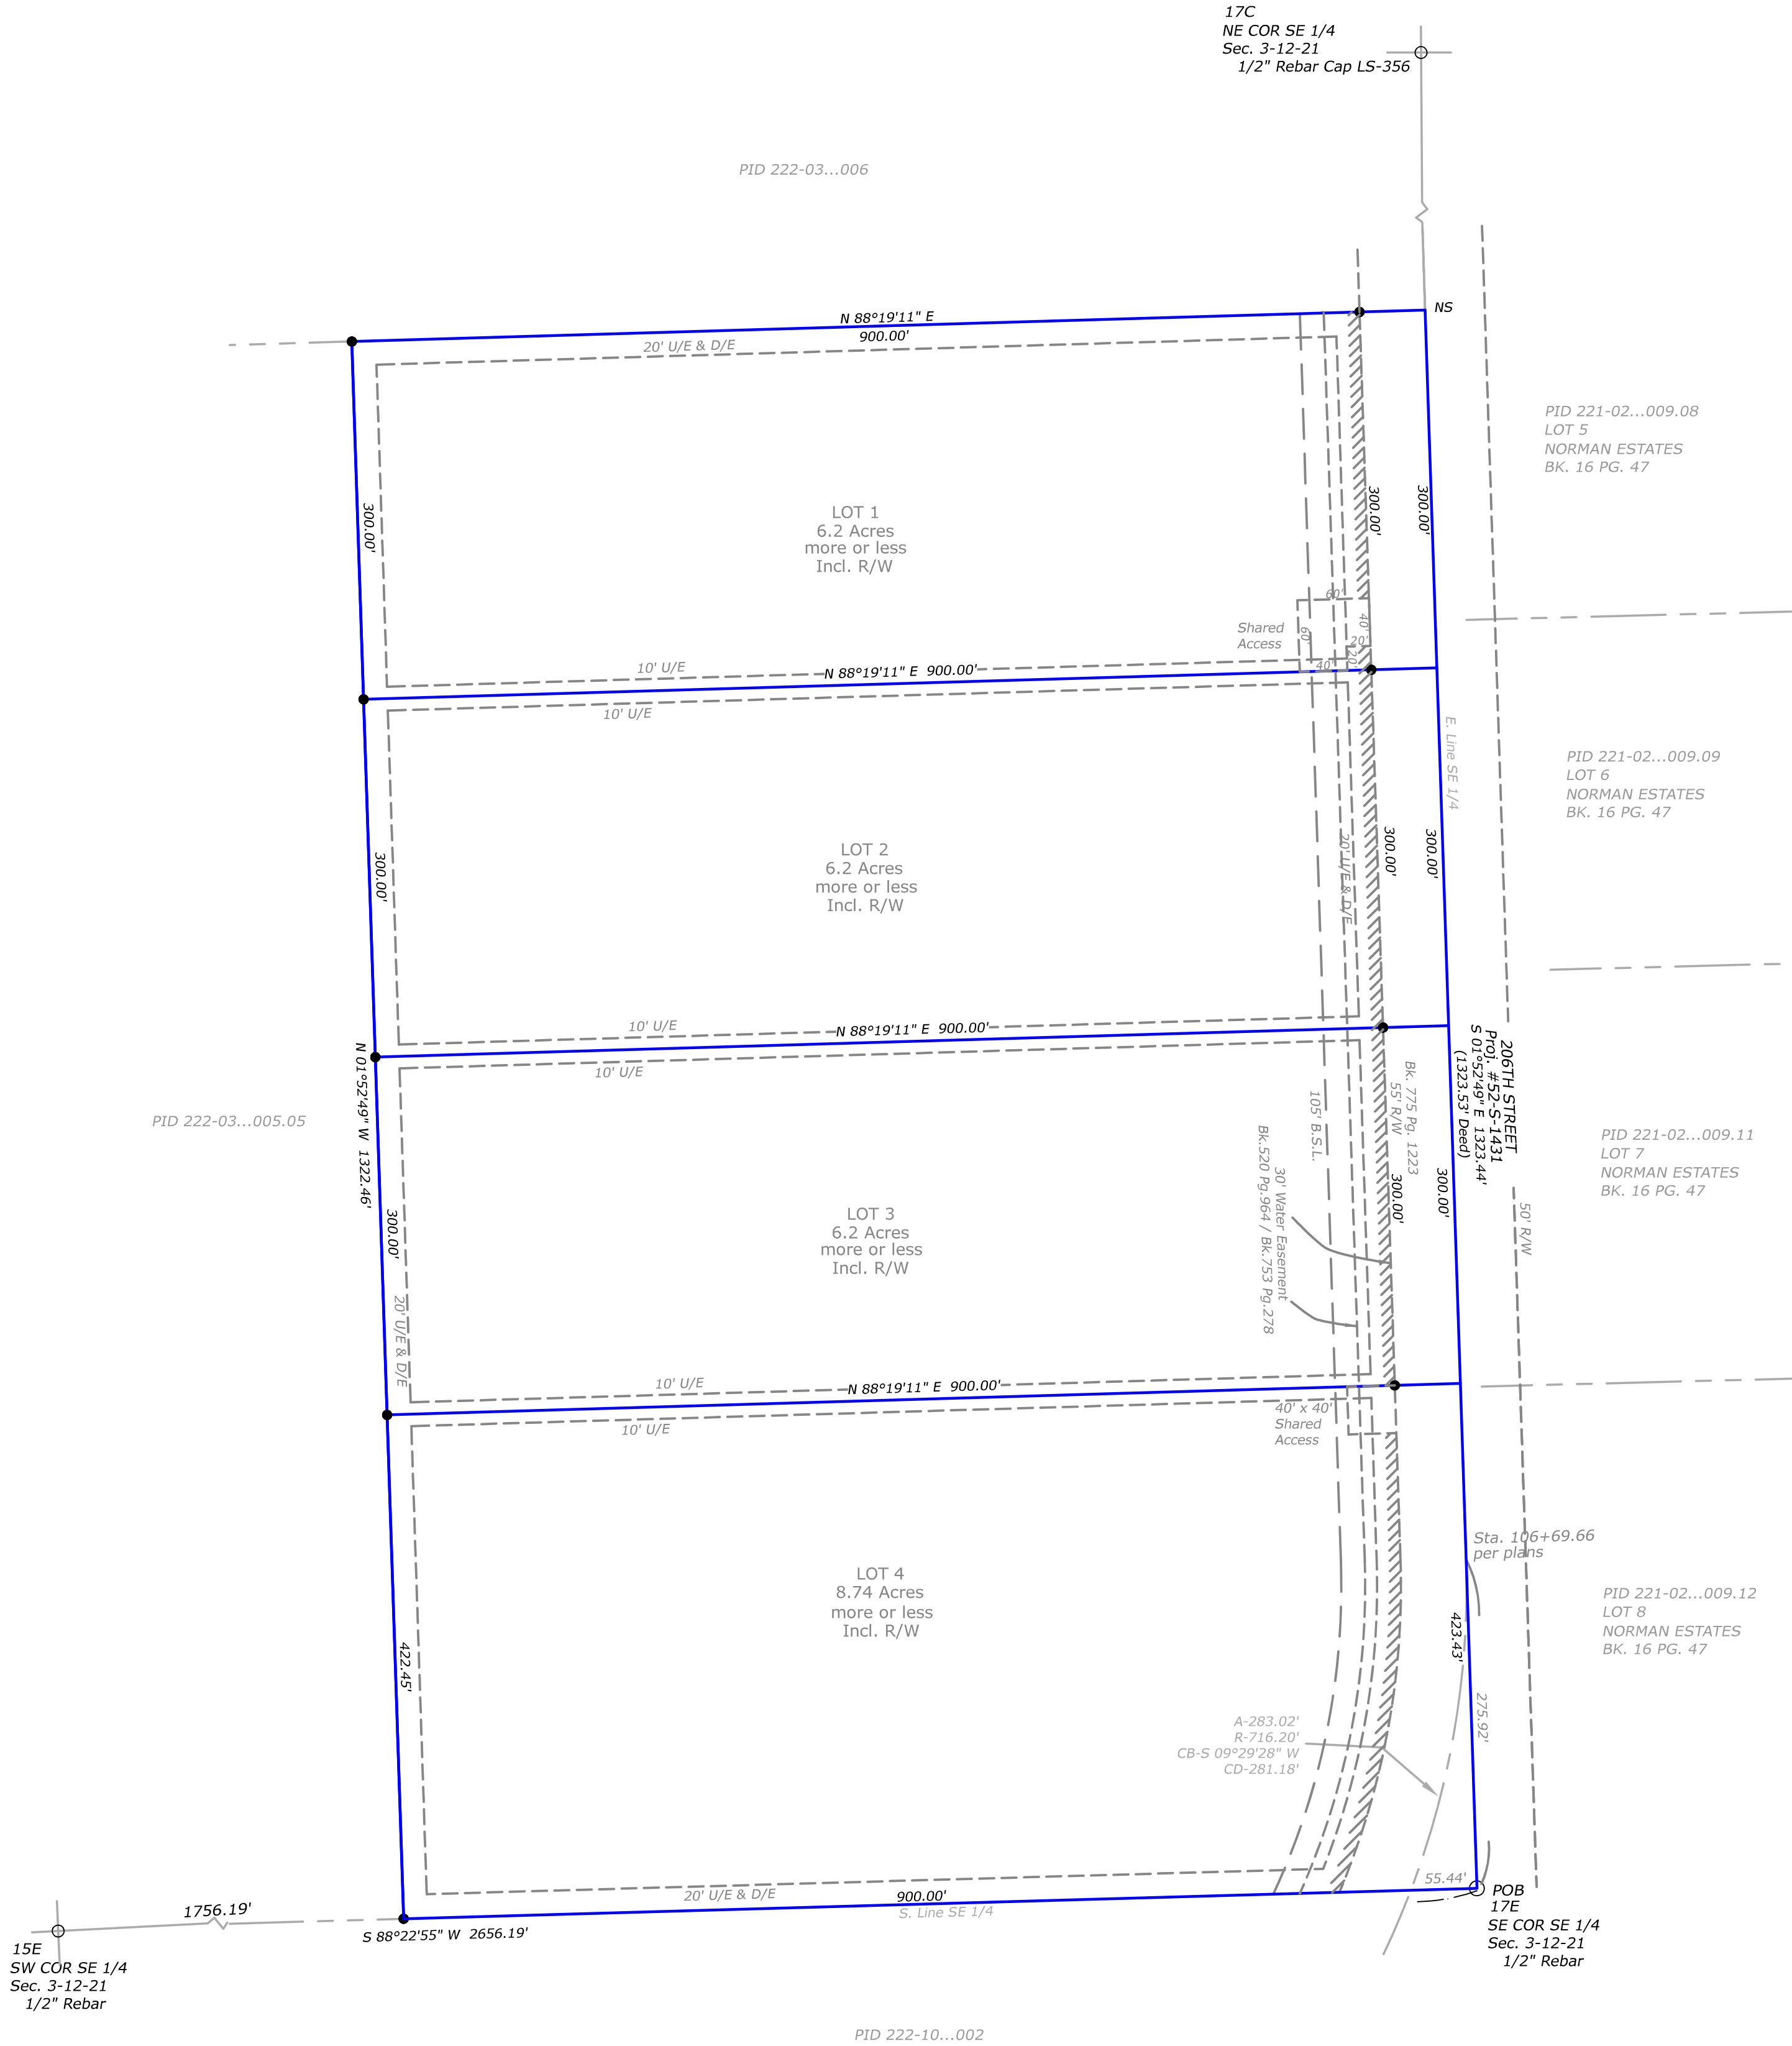 17C
NE COR SE 1/4
Sec. 3-12-21
1/2" Rebar Cap LS-356
PID 222-03...006
NS
N 88°19'11" E
900.00'
20' U/E & D/E
PID 221-02...009.08
LOT 5
NORMAN ESTATES
BK. 16 PG. 47
300.00'
LOT 1
6.2 Acres
more or less
Incl. R/W
300.00'
300.00'
60'
60'
40'
20'
20'
40'
Shared
Access
10' U/E
N 88°19'11" E 900.00'
10' U/E
E. Line SE 1/4
PID 221-02...009.09
LOT 6
NORMAN ESTATES
BK. 16 PG. 47
300.00'
LOT 2
6.2 Acres
more or less
Incl. R/W
20' U/E & D/E
300.00'
300.00'
10' U/E
N 88°19'11" E 900.00'
10' U/E
206TH STREET
Proj. #52-S-1431
S 01°52'49" E 1323.44'
(1323.53' Deed)
Bk. 775 Pg. 1223
55' R/W
105' B.S.L.
30' Water Easement
Bk.520 Pg.964 / Bk.753 Pg.278
N 01°52'49" W 1322.46'
PID 222-03...005.05
PID 221-02...009.11
LOT 7
NORMAN ESTATES
BK. 16 PG. 47
50' R/W
300.00'
LOT 3
6.2 Acres
more or less
Incl. R/W
300.00'
300.00'
20' U/E & D/E
10' U/E
N 88°19'11" E 900.00'
10' U/E
40' x 40'
Shared
Access
Sta. 106+69.66
per plans
LOT 4
8.74 Acres
more or less
Incl. R/W
PID 221-02...009.12
LOT 8
NORMAN ESTATES
BK. 16 PG. 47
422.45'
423.43'
275.92'
A-283.02'
R-716.20'
CB-S 09°29'28" W
CD-281.18'
55.44'
20' U/E & D/E
900.00'
S. Line SE 1/4
POB
17E
SE COR SE 1/4
Sec. 3-12-21
1/2" Rebar
1756.19'
S 88°22'55" W 2656.19'
15E
SW COR SE 1/4
Sec. 3-12-21
1/2" Rebar
PID 222-10...002